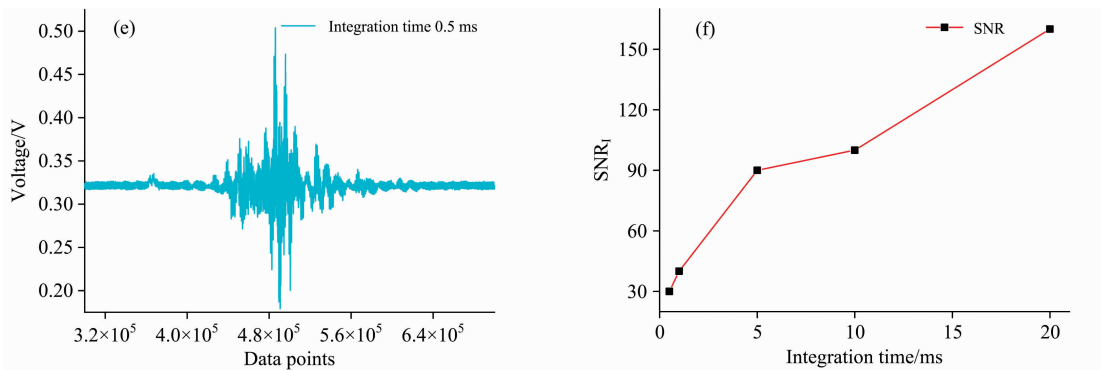 (e)
Integration time 0.5 ms
0.50
0.45
0.40
0.35
0.30
0.25
0.20
Voltage/V
3.2×10⁵ 4.0×10⁵ 4.8×10⁵ 5.6×10⁵ 6.4×10⁵
Data points
(f)
SNR
150
120
90
60
30
SNR_I
0 5 10 15 20
Integration time/ms